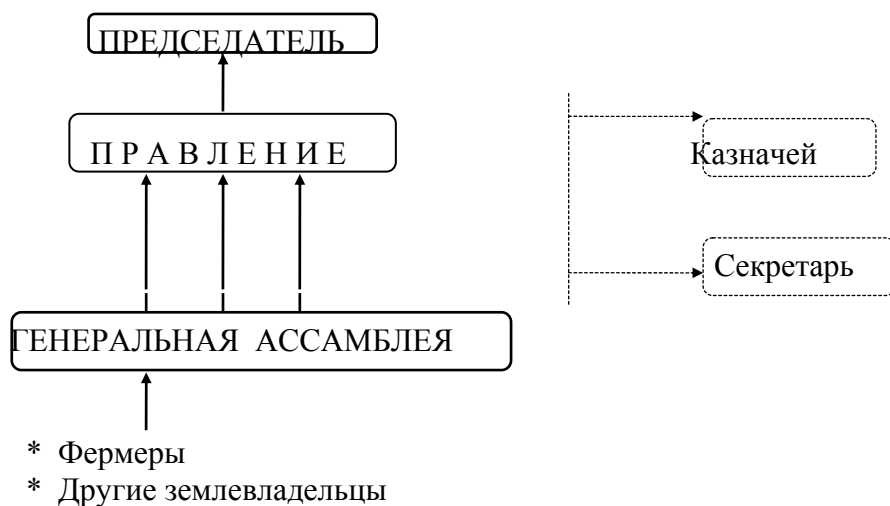 ПРЕДСЕДАТЕЛЬ
П Р А В Л Е Н И Е
Казначей
Секретарь
ГЕНЕРАЛЬНАЯ АССАМБЛЕЯ
* Фермеры
* Другие землевладельцы